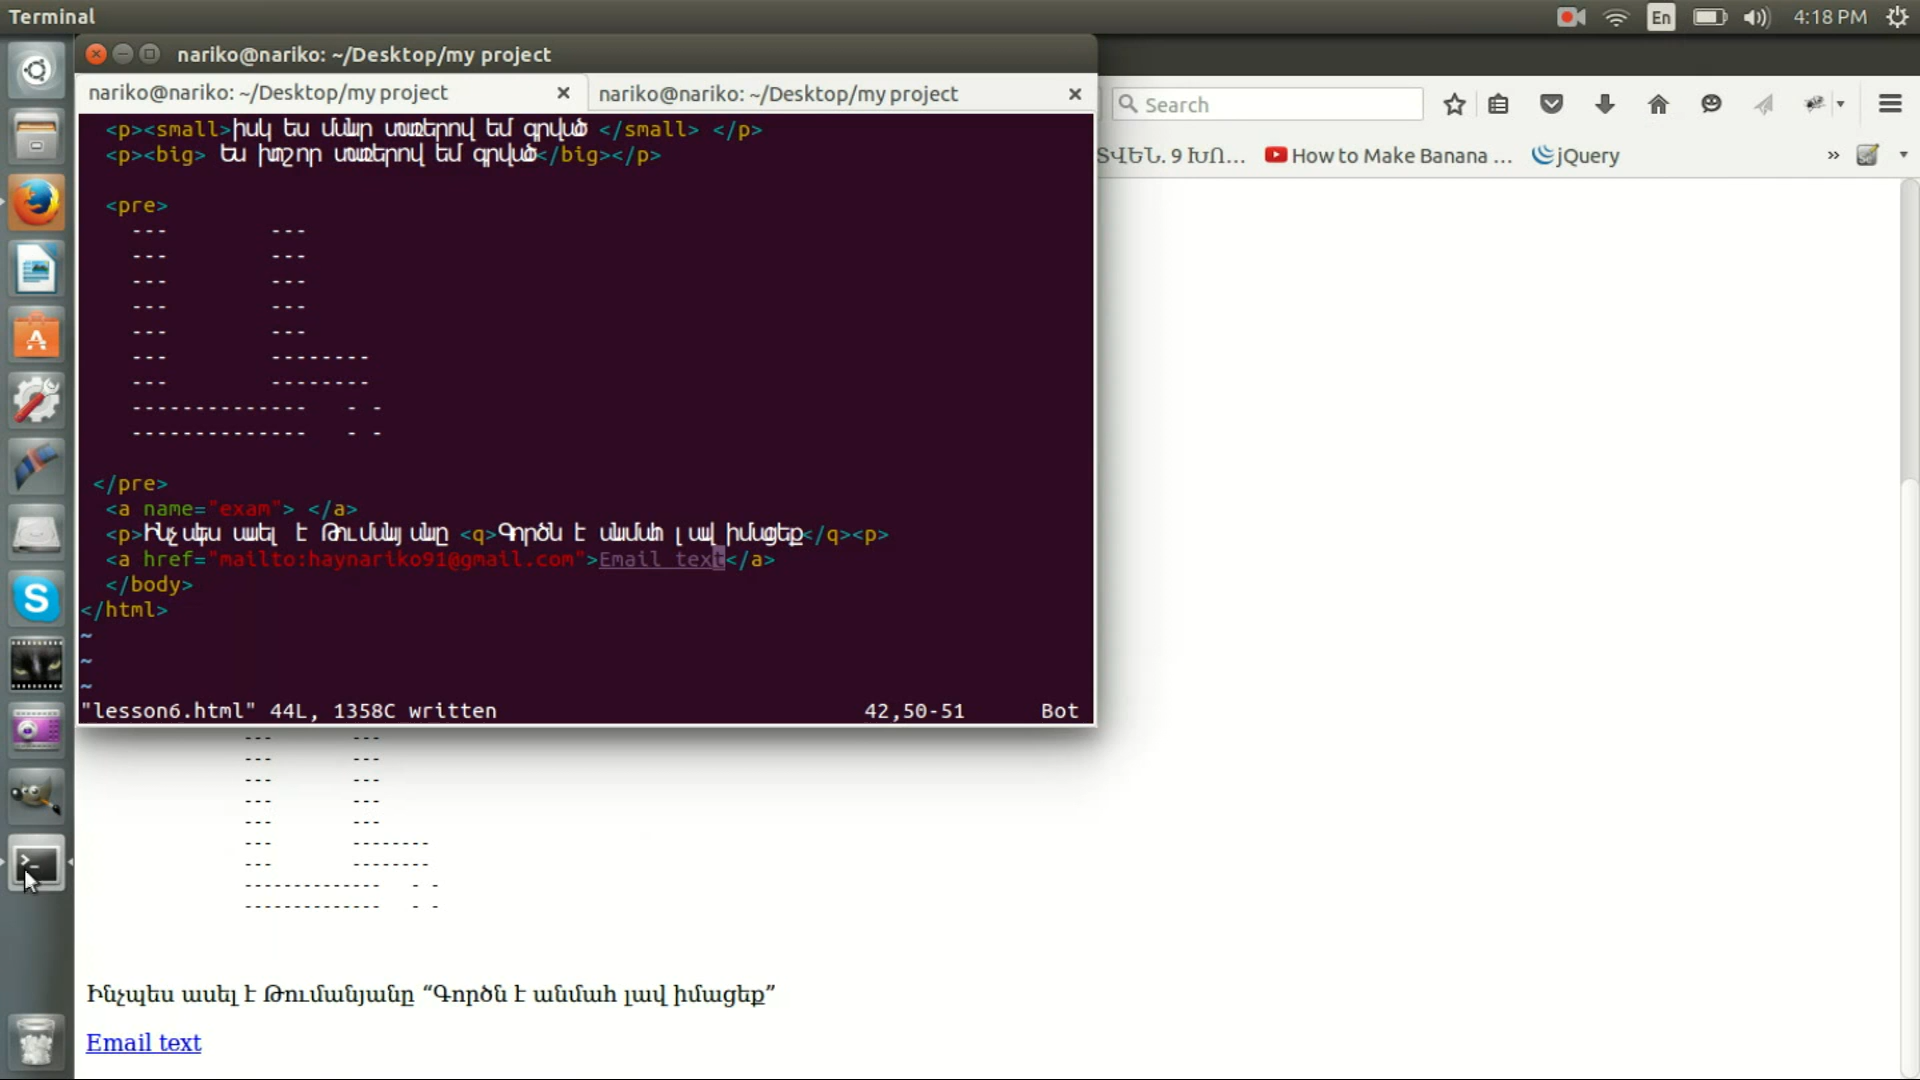 Terminal
En
4:18 PM
nariko@nariko: ~/Desktop/my project
nariko@nariko: ~/Desktop/my project
nariko@nariko: ~/Desktop/my project
Search
ՏՎԵՆ. 9 ԽՈ... How to Make Banana ... jQuery »
<p><small>իսկ ես մանր տառերով եմ գրված </small> </p>
<p><big> Ես խոշոր տառերով եմ գրված</big></p>
<pre>
--- ---
--- ---
--- ---
--- ---
--- ---
--- --------
--- --------
-------------- - -
-------------- - -
</pre>
<a name="exam"> </a>
<p>Ինչպես ասել է Թումանյանը <q>Գործն է անմահ լավ իմացեք</q><p>
<a href="mailto:haynariko91@gmail.com">Email text</a>
</body>
</html>
~
~
~
"lesson6.html" 44L, 1358C written 42,50-51 Bot
--- ---
--- ---
--- ---
--- ---
--- ---
--- --------
--- --------
-------------- - -
-------------- - -
Ինչպես ասել է Թումանյանը “Գործն է անմահ լավ իմացեք”
Email text